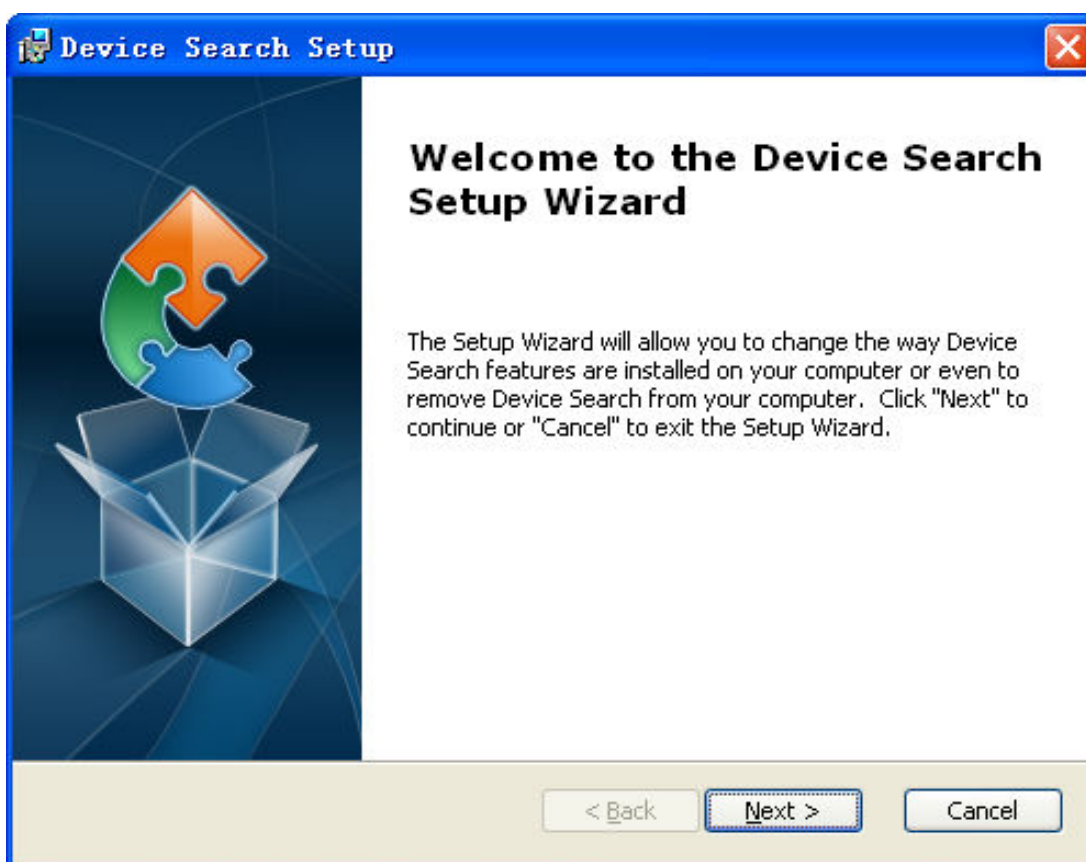 Device Search Setup
Welcome to the Device Search
Setup Wizard
The Setup Wizard will allow you to change the way Device
Search features are installed on your computer or even to
remove Device Search from your computer.  Click "Next" to
continue or "Cancel" to exit the Setup Wizard.
< Back Next > Cancel